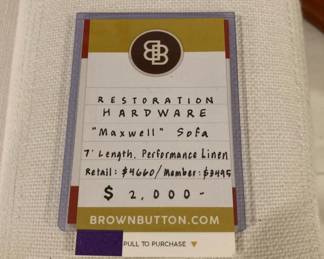 RESTORATION
HARDWARE
"Maxwell" Sofa
7' Length, Performance Linen
Retail: $4660/Member: $3495
$ 2,000-
BROWNBUTTON.COM
PULL TO PURCHASE